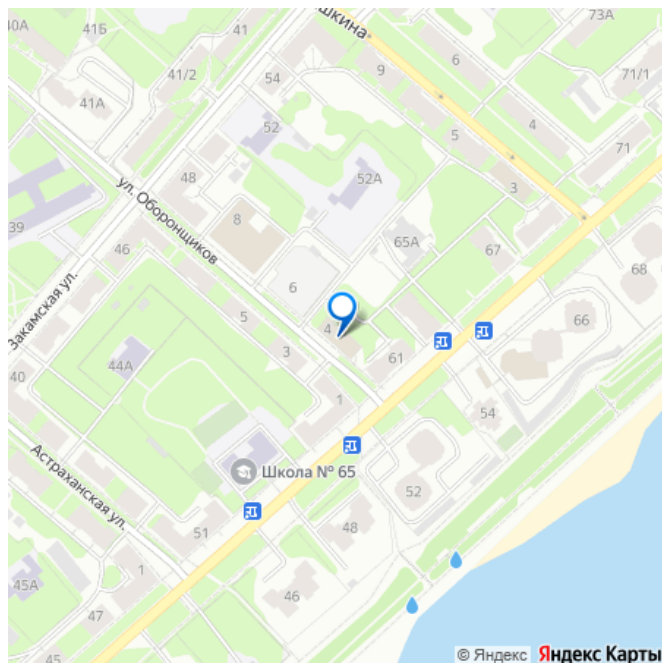 40А
41Б
41
шкина
73А
41/2
54
9
6
71/1
41А
52
5
4
71
48
52А
3
ул. Оборонщиков
8
39
65А
67
46
6
68
Закамская ул.
5
4
66
3
61
44А
40
1
54
Школа № 65
52
Астраханская ул.
51
48
1
45А
46
47
© Яндекс Яндекс Карты